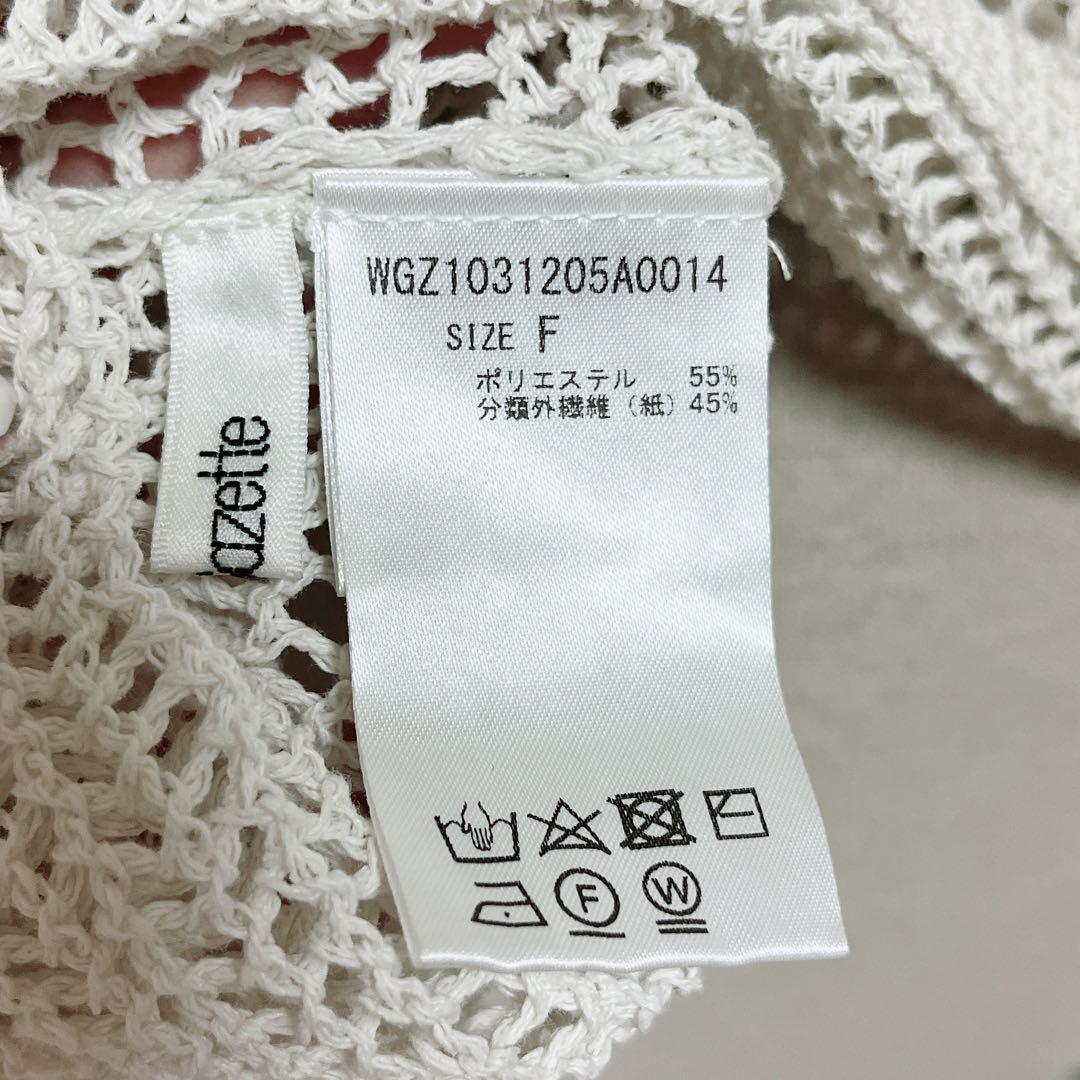 WGZ1031205A0014
SIZE F
ポリエステル 55%
分類外繊維（紙）45%
azette
F
W